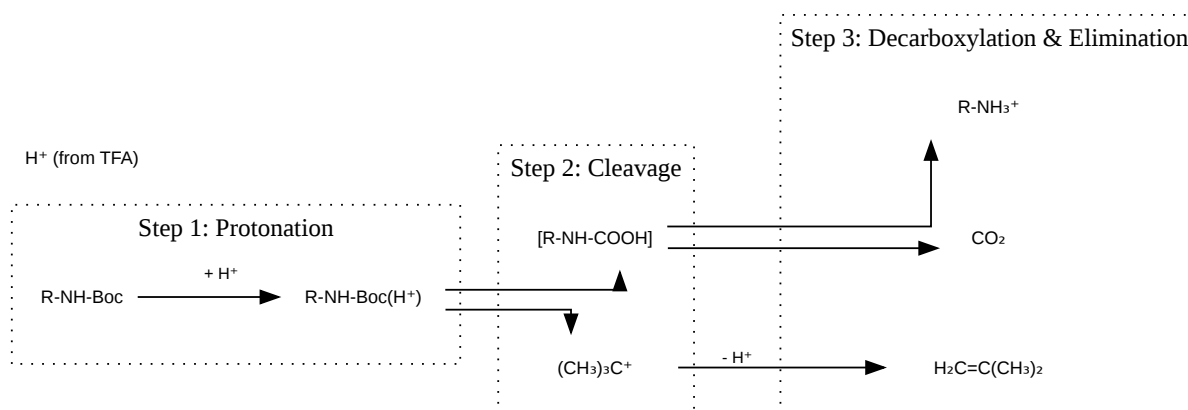 Step 3: Decarboxylation & Elimination
R-NH₃⁺
H⁺ (from TFA)
Step 2: Cleavage
Step 1: Protonation
[R-NH-COOH]
CO₂
+ H⁺
R-NH-Boc
R-NH-Boc(H⁺)
(CH₃)₃C⁺
- H⁺
H₂C=C(CH₃)₂